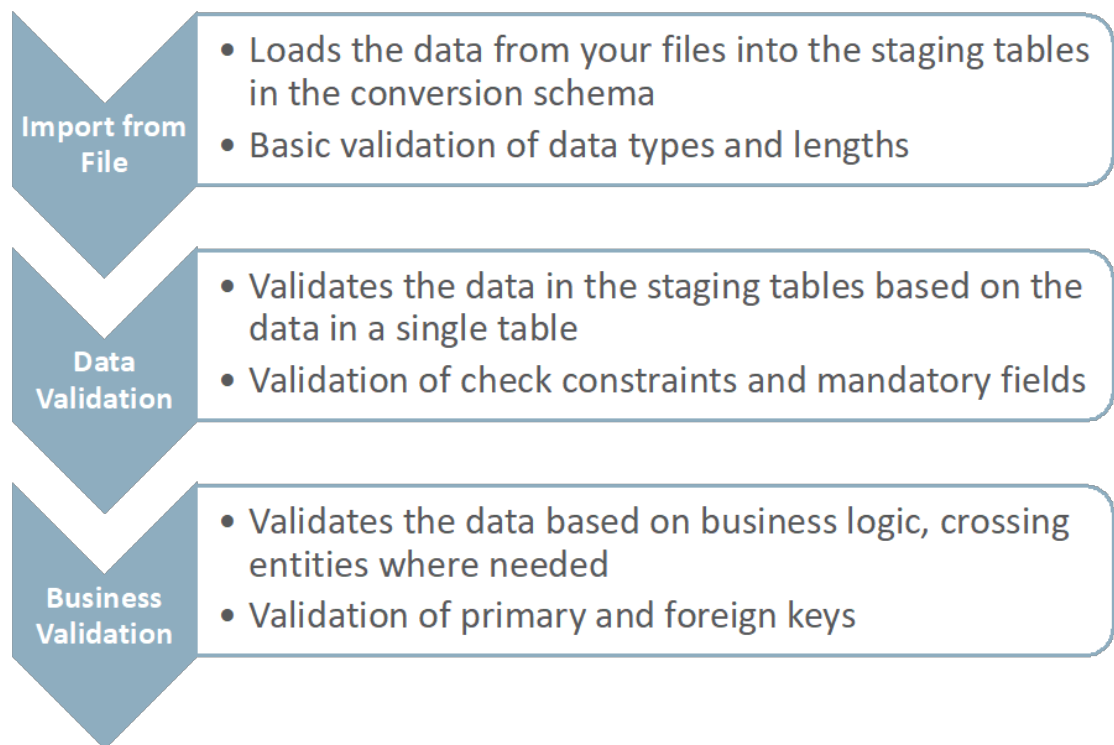 Import from
File
• Loads the data from your files into the staging tables
in the conversion schema
• Basic validation of data types and lengths
Data
Validation
• Validates the data in the staging tables based on the
data in a single table
• Validation of check constraints and mandatory fields
Business
Validation
• Validates the data based on business logic, crossing
entities where needed
• Validation of primary and foreign keys